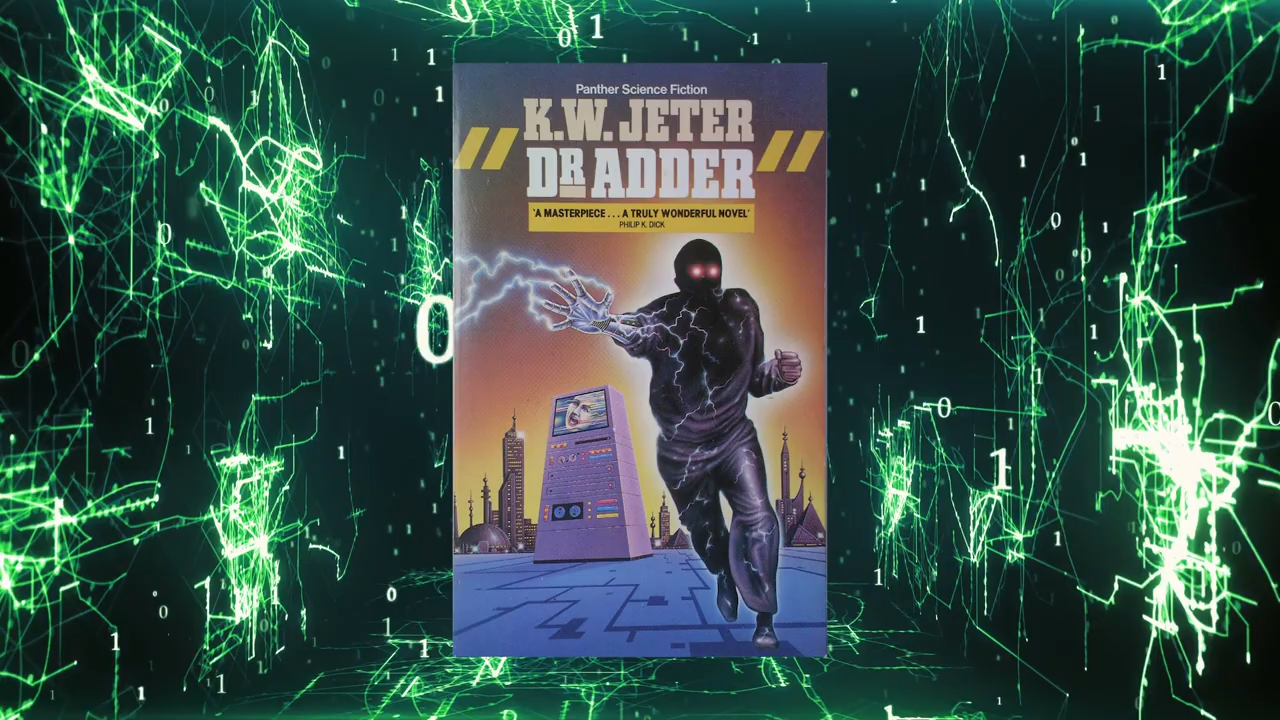 Panther Science Fiction
K.W. JETER
DR ADDER
'A MASTERPIECE . . . A TRULY WONDERFUL NOVEL'
PHILIP K. DICK